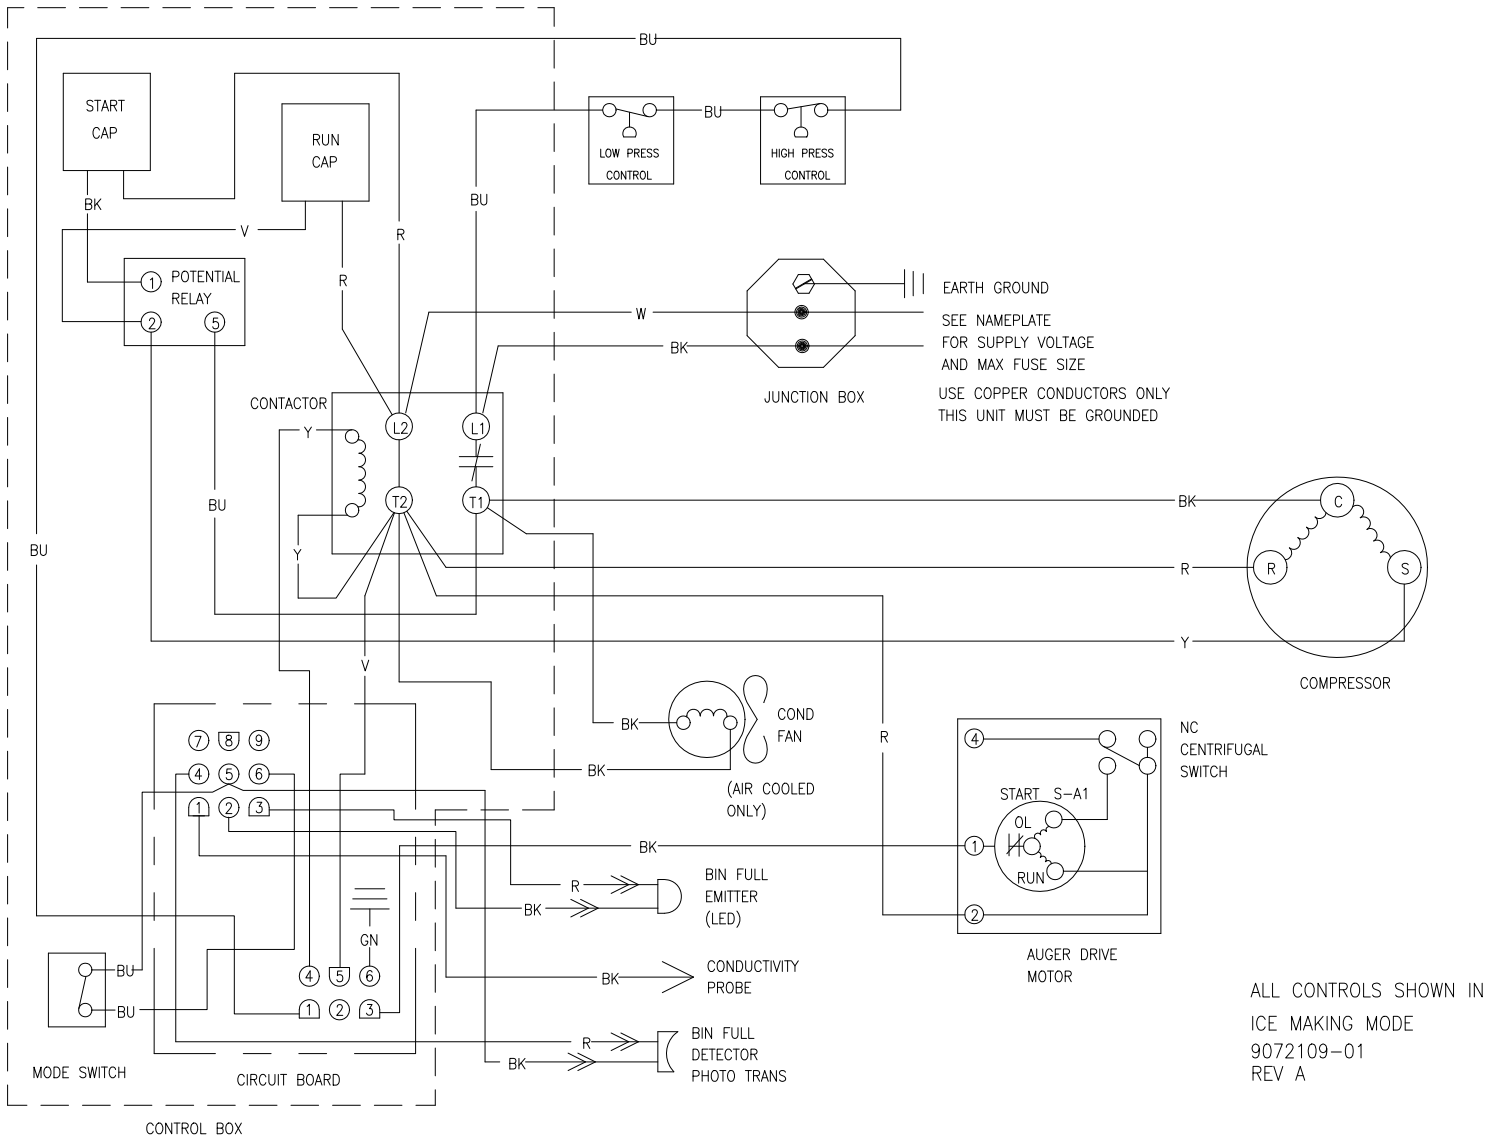 BU
START
CAP
RUN
CAP
BU
LOW PRESS
CONTROL
HIGH PRESS
CONTROL
BK
BU
V
R
R
1
POTENTIAL
RELAY
2
5
EARTH GROUND
W
SEE NAMEPLATE
FOR SUPPLY VOLTAGE
AND MAX FUSE SIZE
BK
JUNCTION BOX
USE COPPER CONDUCTORS ONLY
THIS UNIT MUST BE GROUNDED
CONTACTOR
Y
L2
L1
T2
T1
BU
BK
C
BU
Y
R
R
S
Y
V
COMPRESSOR
COND
FAN
BK
BK
(AIR COOLED
ONLY)
R
7
8
9
4
5
6
1
2
3
4
NC
CENTRIFUGAL
SWITCH
START
S-A1
OL
1
RUN
2
BK
AUGER DRIVE
MOTOR
BIN FULL
EMITTER
(LED)
R
BK
GN
BU
BU
4
5
6
1
2
3
CONDUCTIVITY
PROBE
BK
R
BK
BIN FULL
DETECTOR
PHOTO TRANS
MODE SWITCH
CIRCUIT BOARD
CONTROL BOX
ALL CONTROLS SHOWN IN
ICE MAKING MODE
9072109-01
REV A